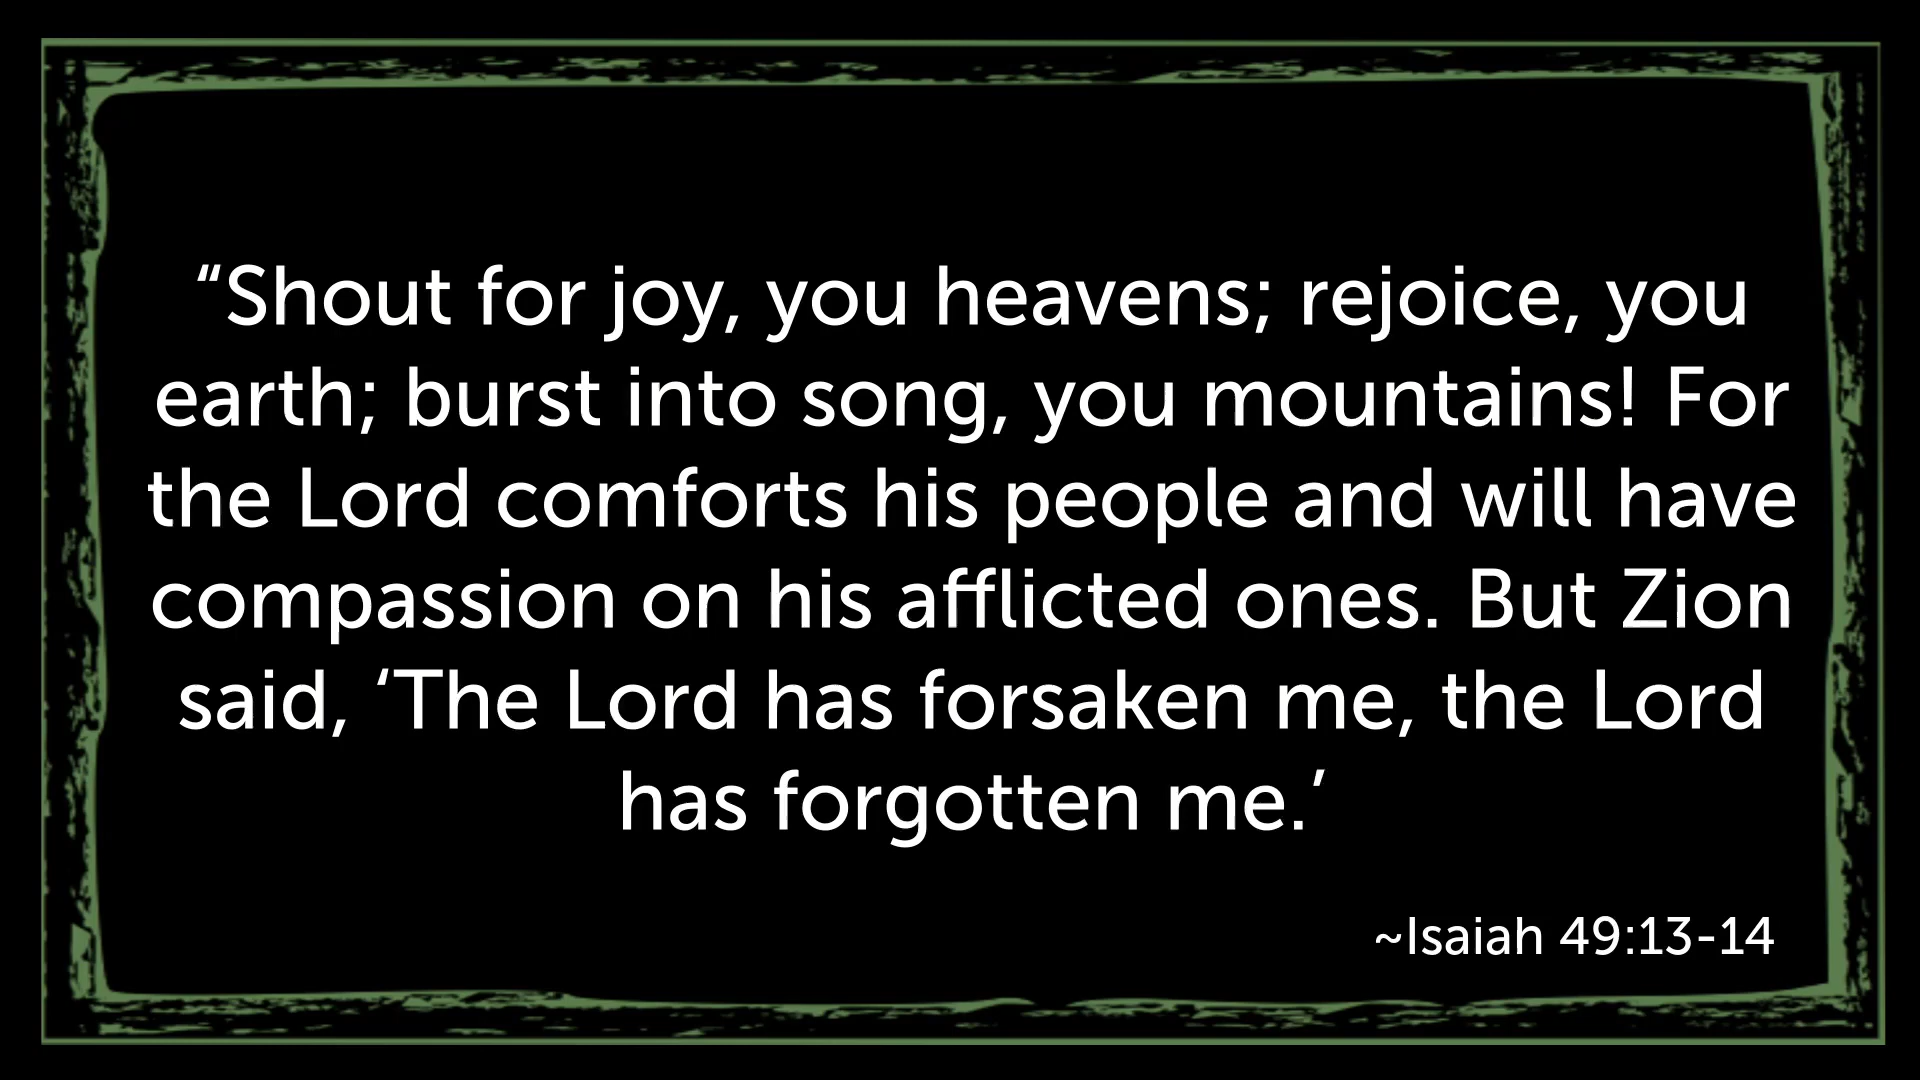 “Shout for joy, you heavens; rejoice, you
earth; burst into song, you mountains! For
the Lord comforts his people and will have
compassion on his afflicted ones. But Zion
said, ‘The Lord has forsaken me, the Lord
has forgotten me.’
~Isaiah 49:13-14